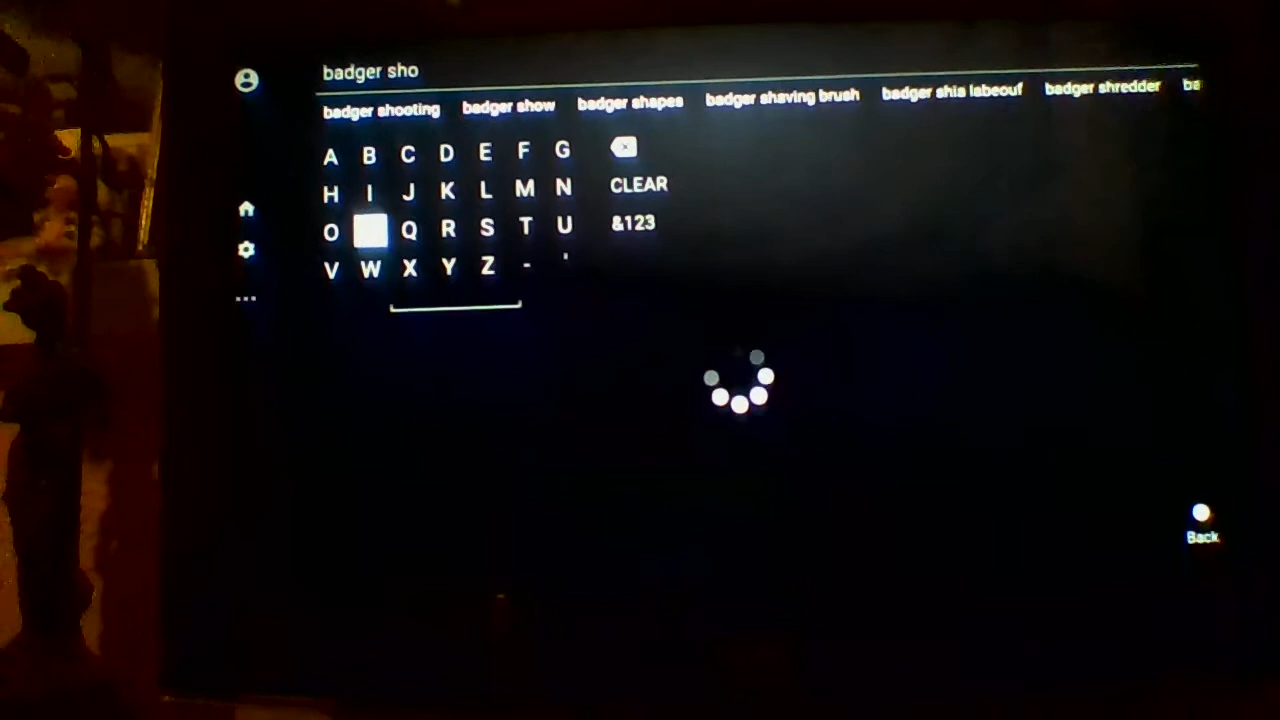 badger sho
badger shooting badger show badger shapes badger shaving brush badger shia labeouf badger shredder ba
A B C D E F G
H I J K L M N CLEAR
O Q R S T U &123
V W X Y Z - '
Back